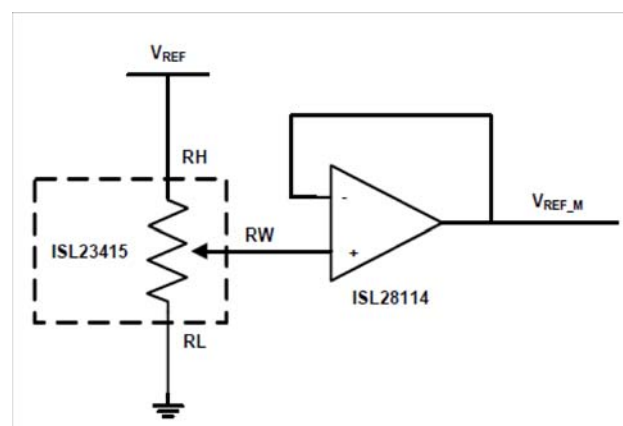 VREF
RH
ISL23415
RW
RL
-
+
ISL28114
VREF_M